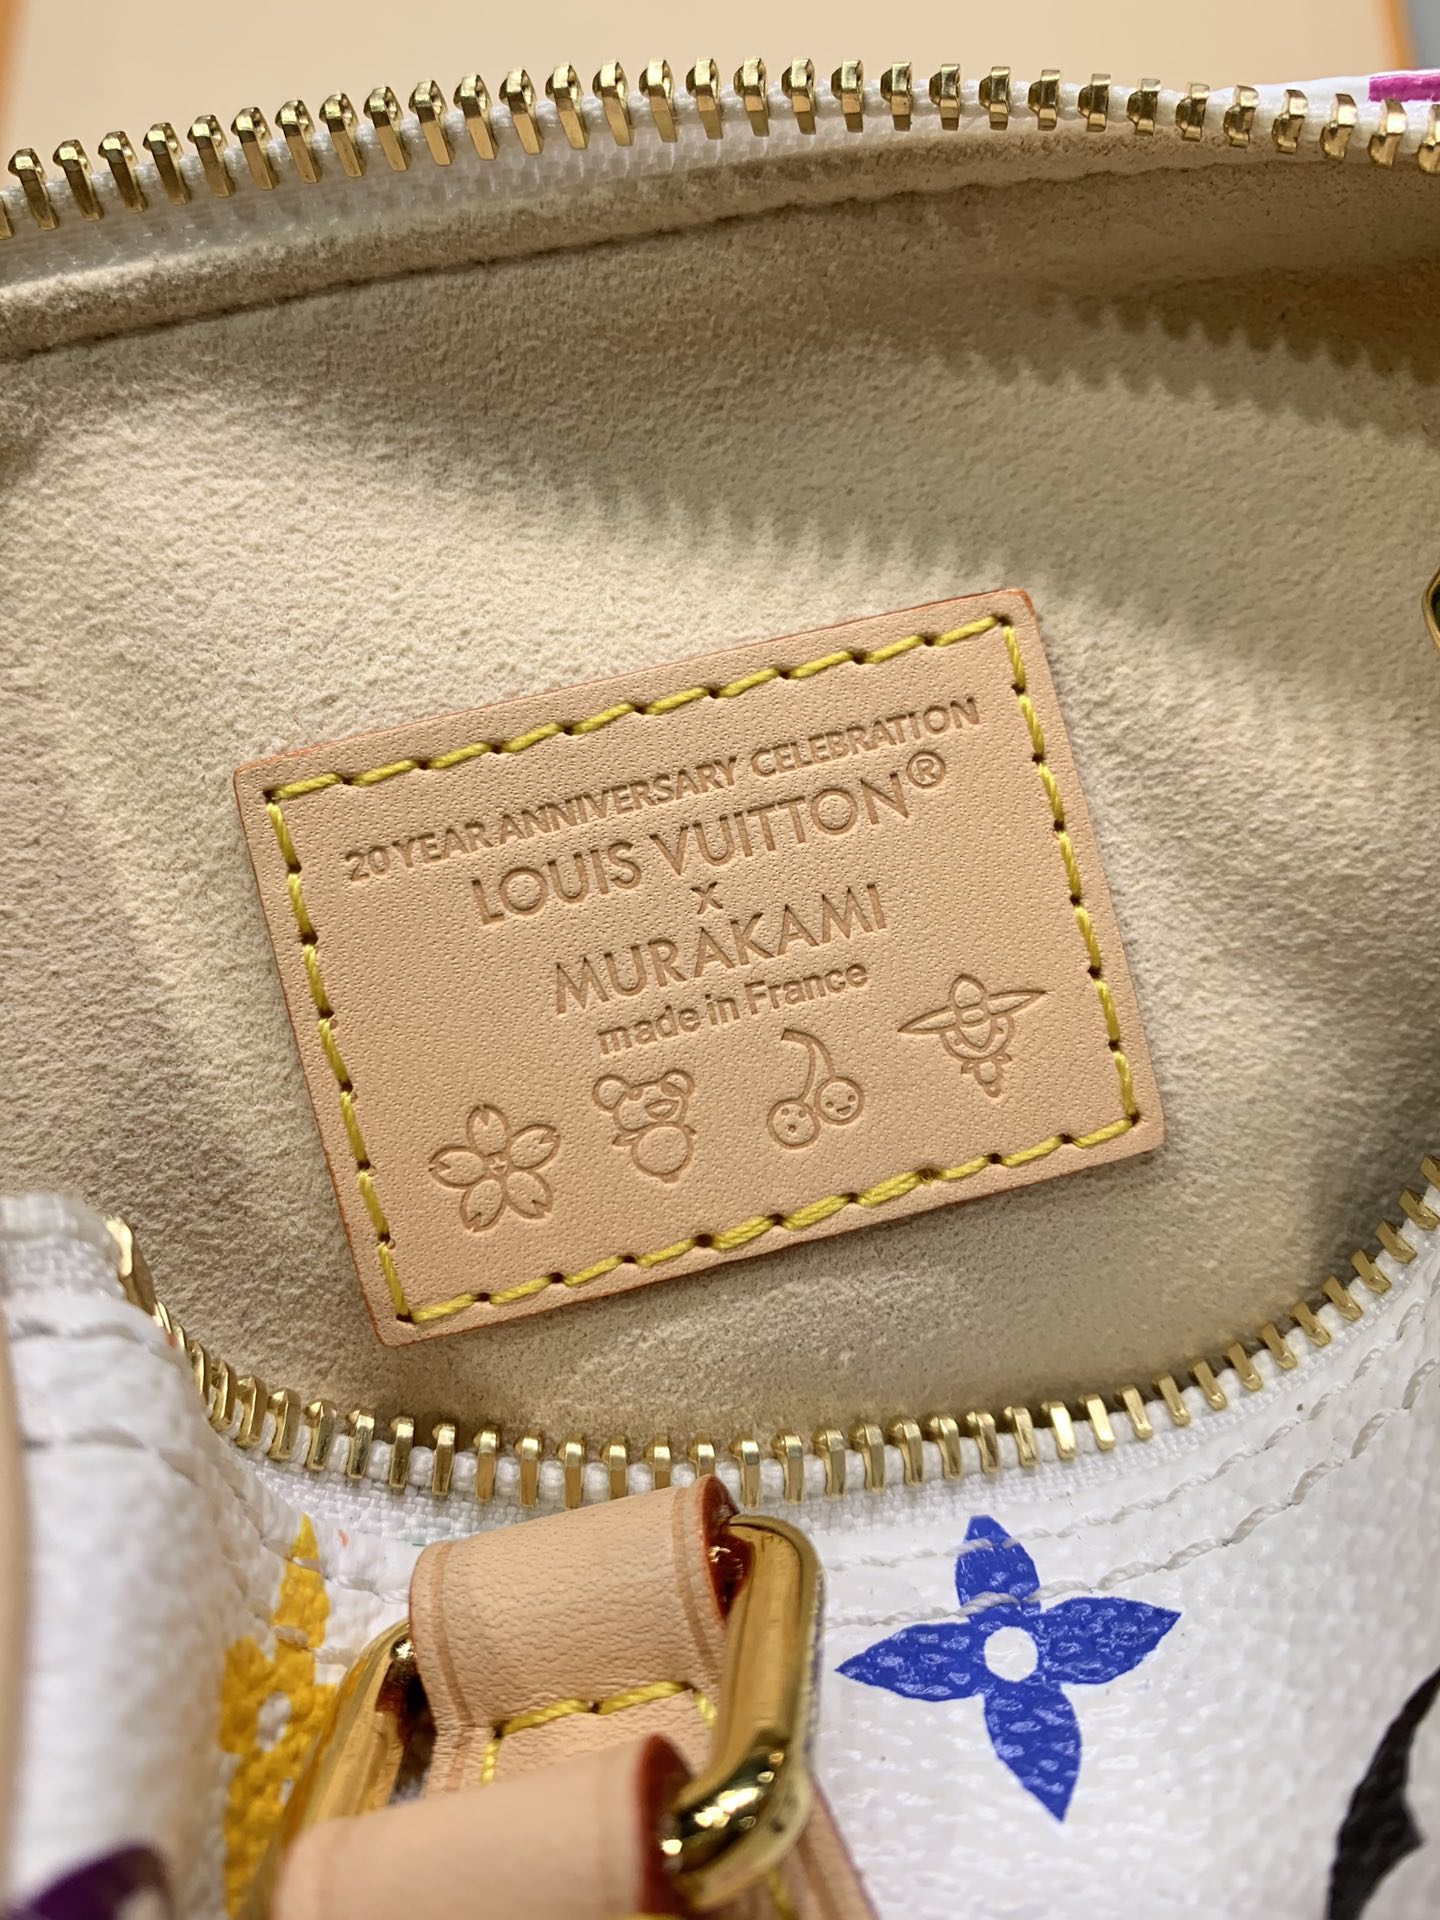 20 YEAR ANNIVERSARY CELEBRATION
LOUIS VUITTON®
x
MURAKAMI
made in France